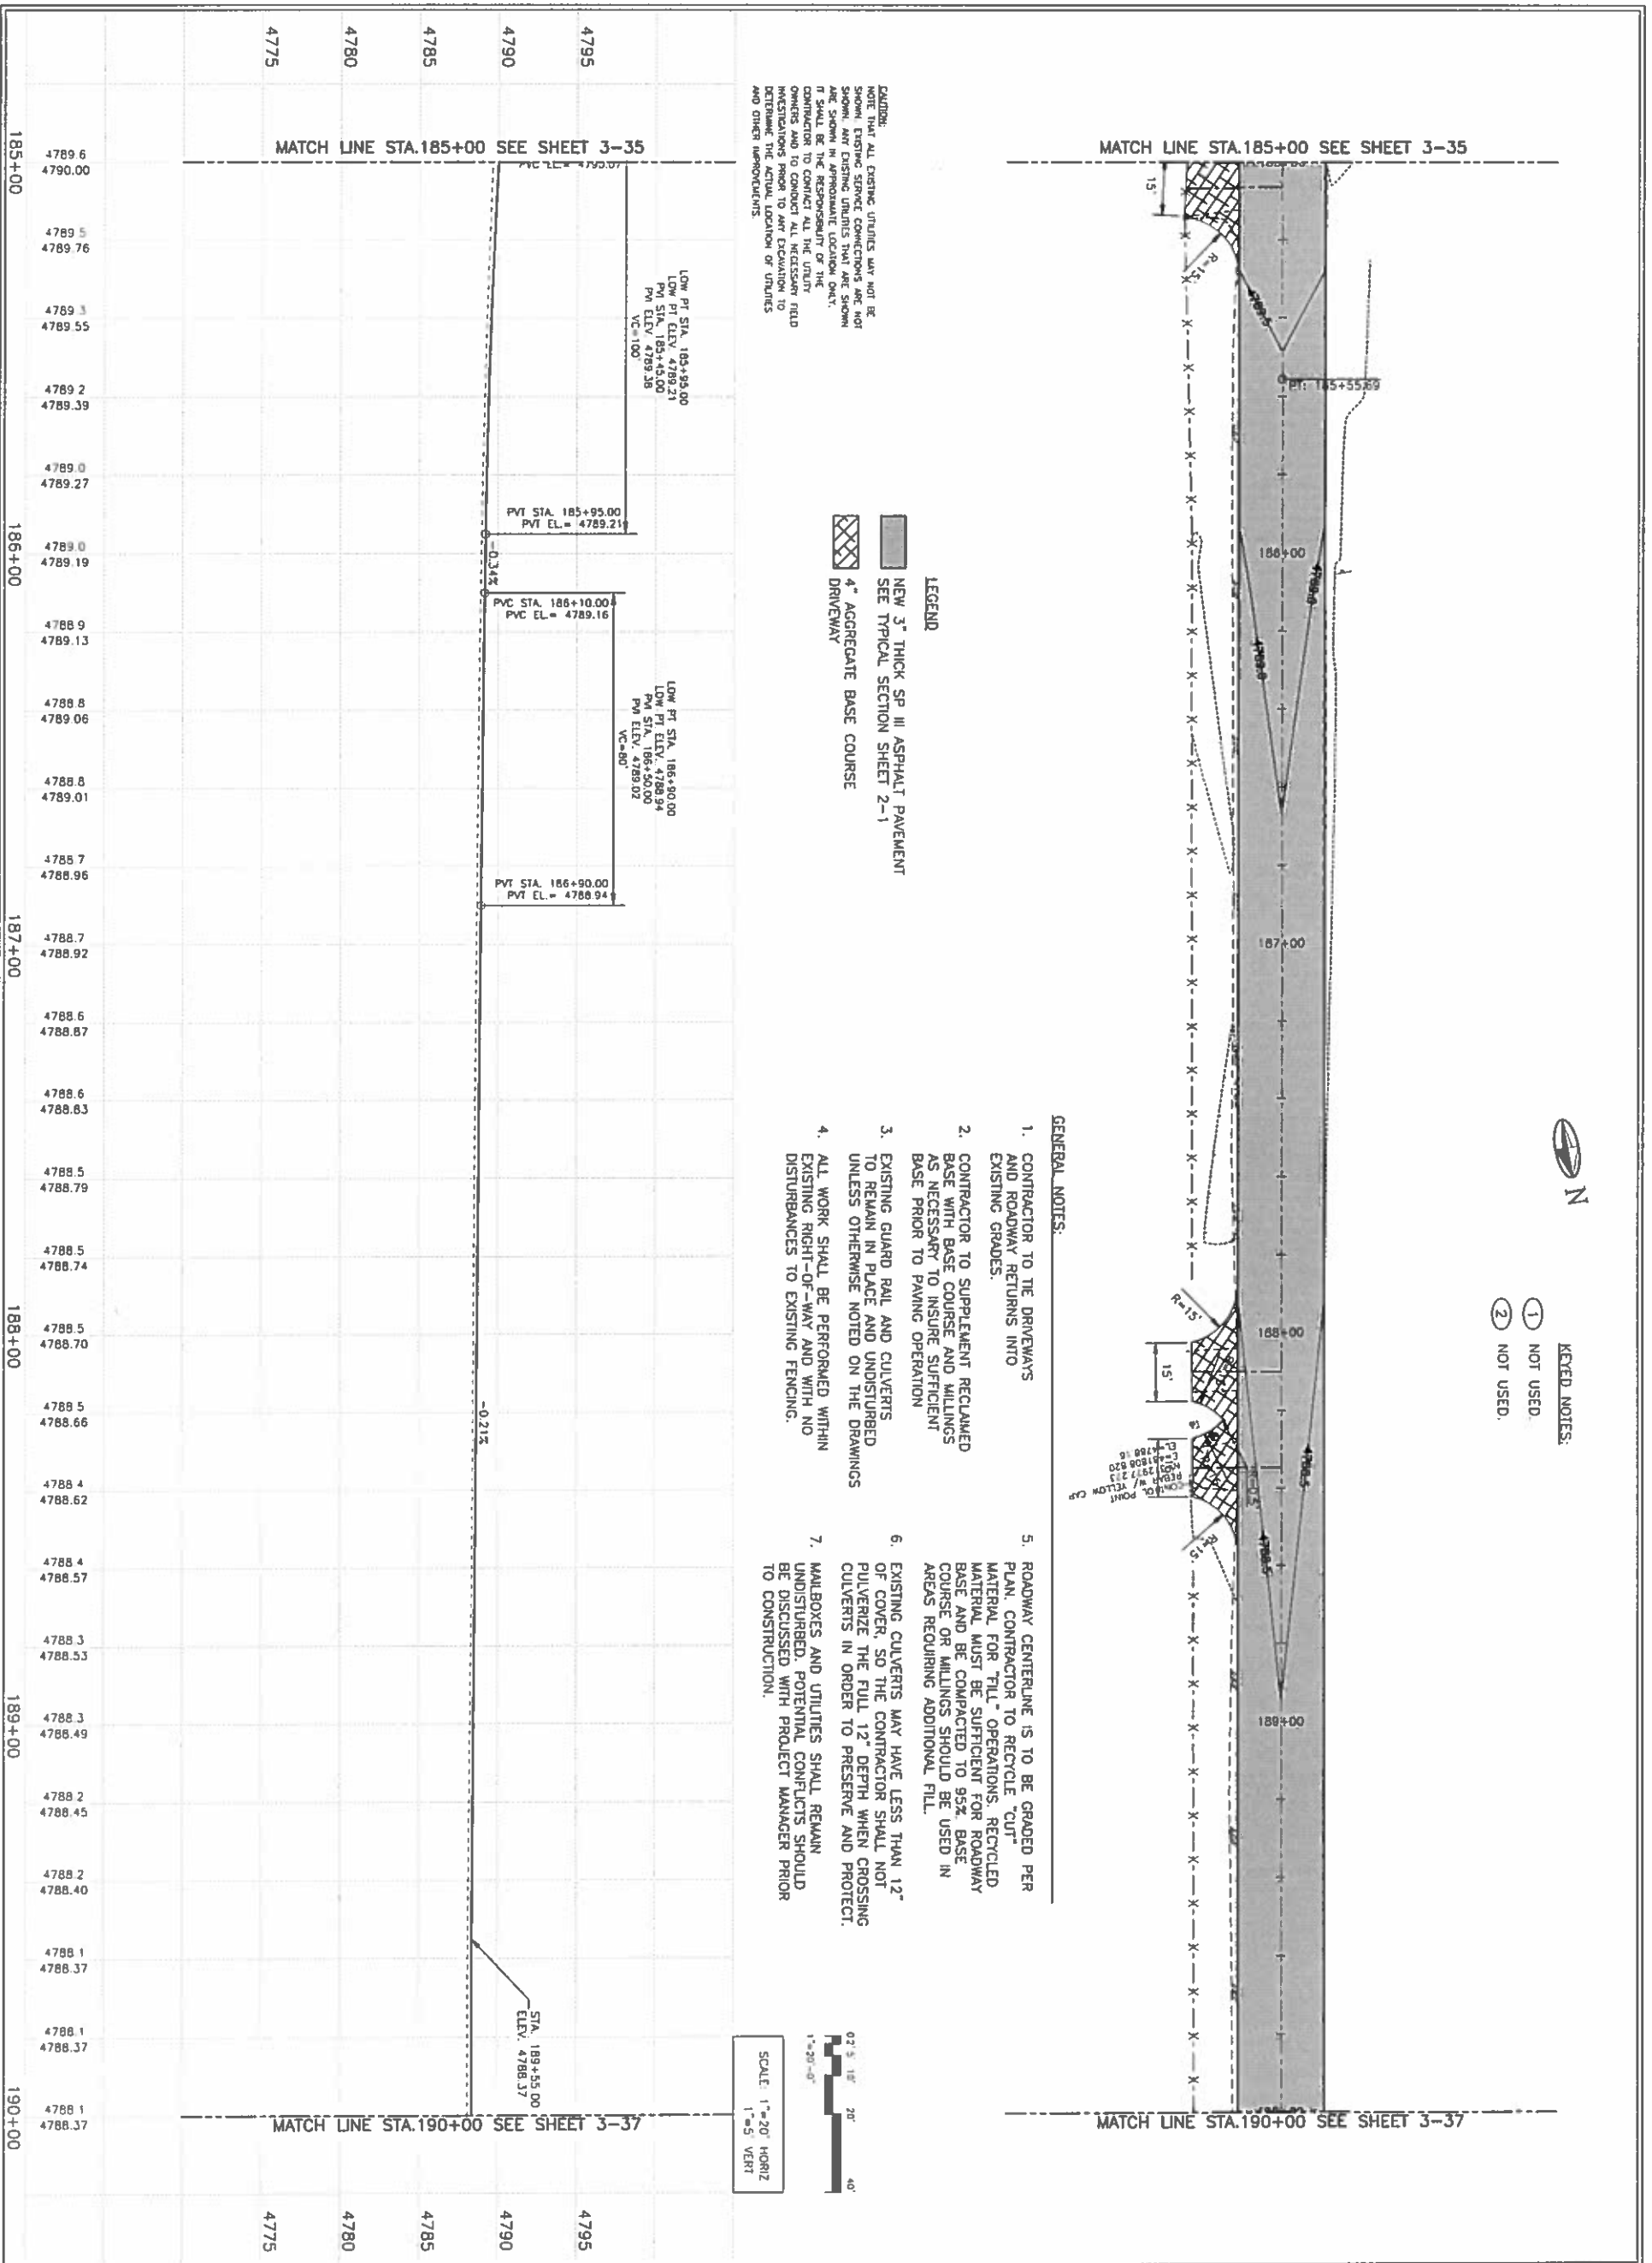 N
KEYED NOTES:
1 NOT USED.
2 NOT USED.
MATCH LINE STA.185+00 SEE SHEET 3-35
MATCH LINE STA.190+00 SEE SHEET 3-37
15'
R=15'
4789.5
PT: 185+55.69
186+00
187+00
188+00
R=15'
15'
4788.5
4788.5
189+00
CONTROL POINT
REBAR W/ YELLOW CAP
GENERAL NOTES:
1. CONTRACTOR TO TIE DRIVEWAYS
AND ROADWAY RETURNS INTO
EXISTING GRADES.
2. CONTRACTOR TO SUPPLEMENT RECLAIMED
BASE WITH BASE COURSE AND MILLINGS
AS NECESSARY TO INSURE SUFFICIENT
BASE PRIOR TO PAVING OPERATION
3. EXISTING GUARD RAIL AND CULVERTS
TO REMAIN IN PLACE AND UNDISTURBED
UNLESS OTHERWISE NOTED ON THE DRAWINGS
4. ALL WORK SHALL BE PERFORMED WITHIN
EXISTING RIGHT-OF-WAY AND WITH NO
DISTURBANCES TO EXISTING FENCING.
5. ROADWAY CENTERLINE IS TO BE GRADED PER
PLAN. CONTRACTOR TO RECYCLE "CUT"
MATERIAL FOR "FILL" OPERATIONS. RECYCLED
MATERIAL MUST BE SUFFICIENT FOR ROADWAY
BASE AND BE COMPACTED TO 95%. BASE
COURSE OR MILLINGS SHOULD BE USED IN
AREAS REQUIRING ADDITIONAL FILL.
6. EXISTING CULVERTS MAY HAVE LESS THAN 12"
OF COVER, SO THE CONTRACTOR SHALL NOT
PULVERIZE THE FULL 12" DEPTH WHEN CROSSING
CULVERTS IN ORDER TO PRESERVE AND PROTECT.
7. MAILBOXES AND UTILITIES SHALL REMAIN
UNDISTURBED. POTENTIAL CONFLICTS SHOULD
BE DISCUSSED WITH PROJECT MANAGER PRIOR
TO CONSTRUCTION.
LEGEND
NEW 3" THICK SP III ASPHALT PAVEMENT
SEE TYPICAL SECTION SHEET 2-1
4" AGGREGATE BASE COURSE
DRIVEWAY
CAUTION:
NOTE THAT ALL EXISTING UTILITIES MAY NOT BE
SHOWN. EXISTING SERVICE CONNECTIONS ARE NOT
SHOWN. ANY EXISTING UTILITIES THAT ARE SHOWN
ARE SHOWN IN APPROXIMATE LOCATION ONLY.
IT SHALL BE THE RESPONSIBILITY OF THE
CONTRACTOR TO CONTACT ALL THE UTILITY
OWNERS AND TO CONDUCT ALL NECESSARY FIELD
INVESTIGATIONS PRIOR TO ANY EXCAVATION TO
DETERMINE THE ACTUAL LOCATION OF UTILITIES
AND OTHER IMPROVEMENTS.
02'5' 10' 20' 40'
1"=20'-0"
SCALE: 1"=20' HORIZ
1"=5' VERT
MATCH LINE STA.185+00 SEE SHEET 3-35
MATCH LINE STA.190+00 SEE SHEET 3-37
LOW PT STA. 185+95.00
LOW PT ELEV. 4789.21
PVI STA. 185+45.00
PVI ELEV. 4789.38
VC=100'
PVT STA. 185+95.00
PVT EL.= 4789.21
-0.34%
PVC STA. 186+10.00
PVC EL.= 4789.16
LOW PT STA. 186+90.00
LOW PT ELEV. 4788.94
PVI STA. 186+50.00
PVI ELEV. 4789.02
VC=80'
PVT STA. 186+90.00
PVT EL.= 4788.94
-0.21%
STA. 189+55.00
ELEV. 4788.37
4795
4790
4785
4780
4775
4795
4790
4785
4780
4775
4789.6 4789.5 4789.3 4789.2 4789.0 4789.0 4788.9 4788.8 4788.8 4788.7 4788.7 4788.6 4788.6 4788.5 4788.5 4788.5 4788.4 4788.4 4788.3 4788.3 4788.2 4788.2 4788.1 4788.1 4788.1
4790.00 4789.76 4789.55 4789.39 4789.27 4789.19 4789.13 4789.06 4789.01 4788.96 4788.92 4788.87 4788.83 4788.79 4788.74 4788.70 4788.66 4788.62 4788.57 4788.53 4788.49 4788.45 4788.40 4788.37 4788.37 4788.37
185+00 186+00 187+00 188+00 189+00 190+00